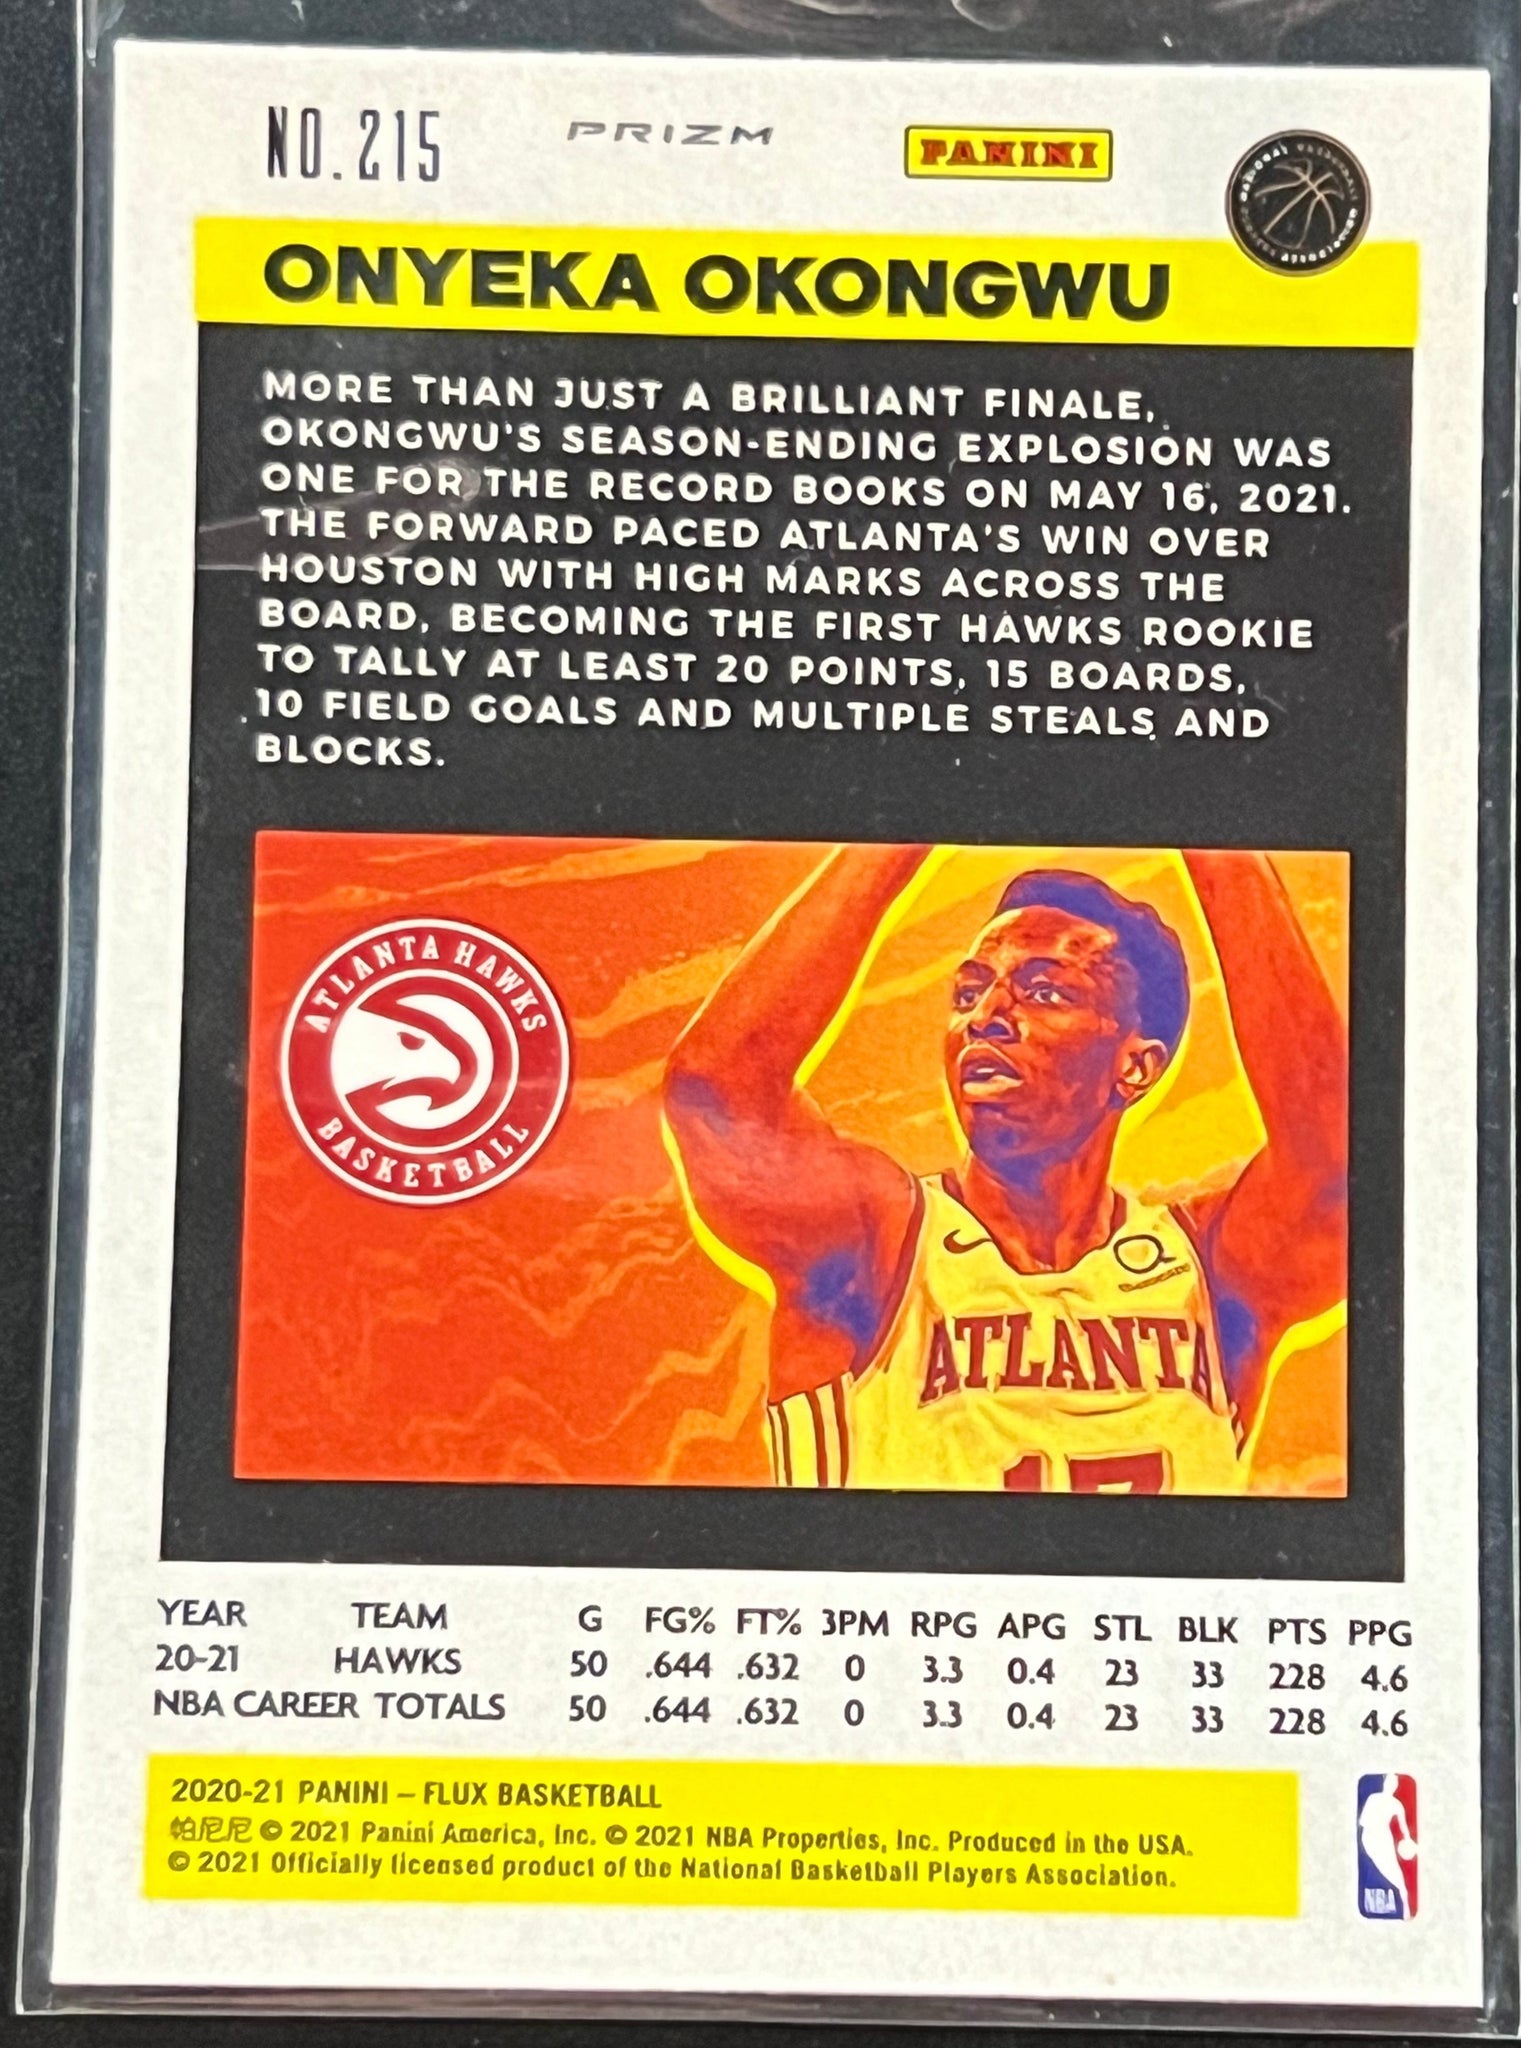 NO.215 PRIZM PANINI
ONYEKA OKONGWU
MORE THAN JUST A BRILLIANT FINALE,
OKONGWU'S SEASON-ENDING EXPLOSION WAS
ONE FOR THE RECORD BOOKS ON MAY 16, 2021.
THE FORWARD PACED ATLANTA'S WIN OVER
HOUSTON WITH HIGH MARKS ACROSS THE
BOARD, BECOMING THE FIRST HAWKS ROOKIE
TO TALLY AT LEAST 20 POINTS, 15 BOARDS,
10 FIELD GOALS AND MULTIPLE STEALS AND
BLOCKS.
ATLANTA HAWKS
BASKETBALL
ATLANTA
17
YEAR TEAM G FG% FT% 3PM RPG APG STL BLK PTS PPG
20-21 HAWKS 50 .644 .632 0 3.3 0.4 23 33 228 4.6
NBA CAREER TOTALS 50 .644 .632 0 3.3 0.4 23 33 228 4.6
2020-21 PANINI – FLUX BASKETBALL
帕尼尼 © 2021 Panini America, Inc. © 2021 NBA Properties, Inc. Produced in the USA.
© 2021 Officially licensed product of the National Basketball Players Association.
NBA